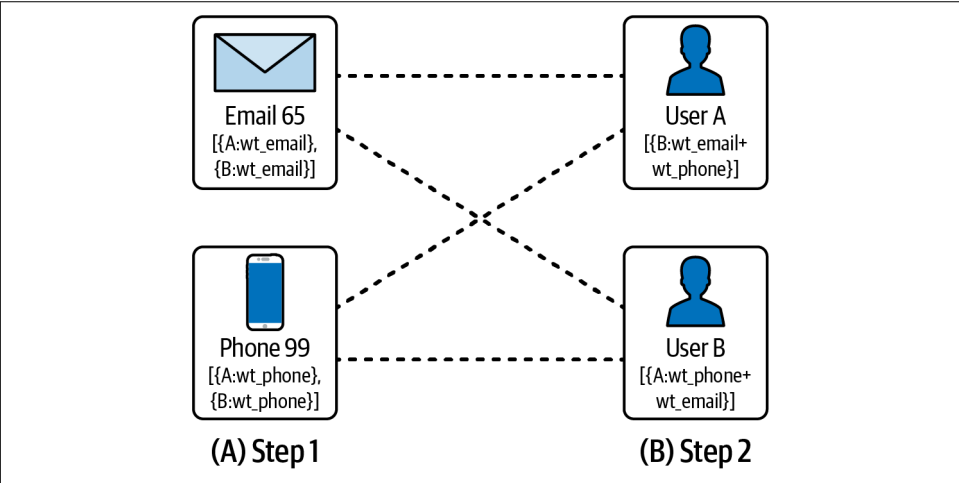 Email 65
[{A:wt_email},
{B:wt_email}]
User A
[{B:wt_email+
wt_phone}]
Phone 99
[{A:wt_phone},
{B:wt_phone}]
User B
[{A:wt_phone+
wt_email}]
(A) Step 1
(B) Step 2